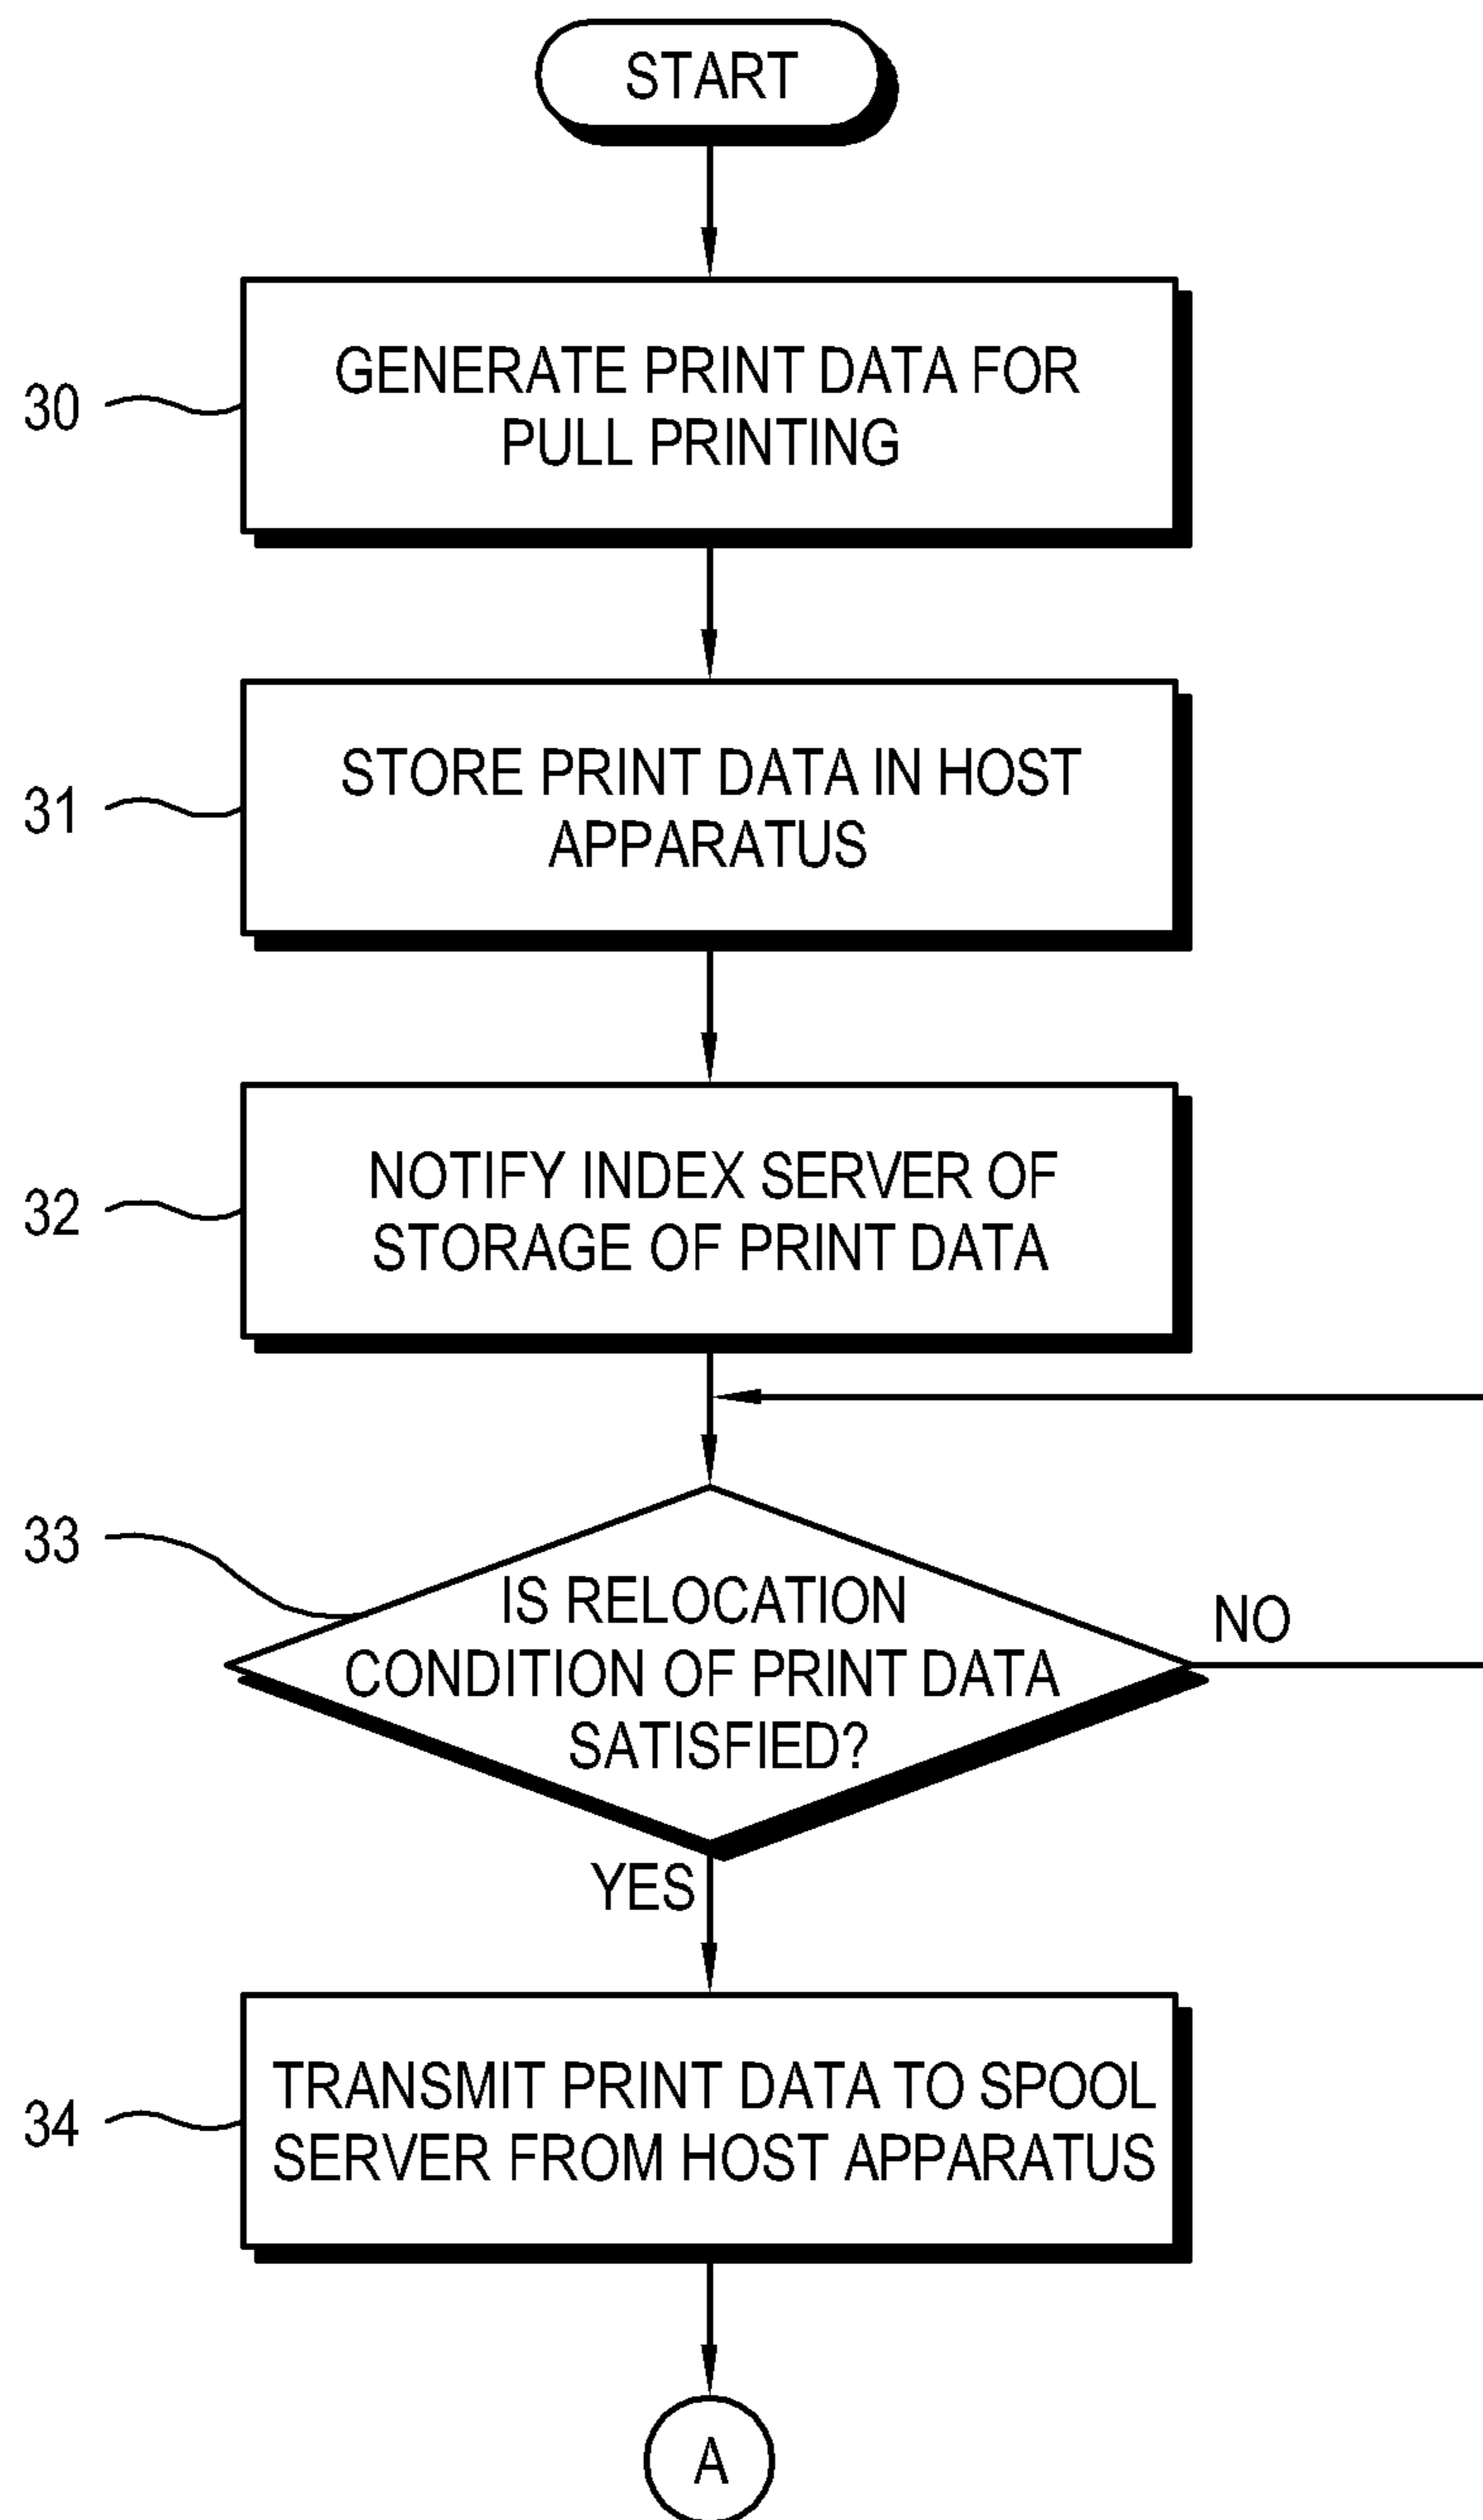 START
30
GENERATE PRINT DATA FOR
PULL PRINTING
31
STORE PRINT DATA IN HOST
APPARATUS
32
NOTIFY INDEX SERVER OF
STORAGE OF PRINT DATA
33
IS RELOCATION
CONDITION OF PRINT DATA
SATISFIED?
NO
YES
34
TRANSMIT PRINT DATA TO SPOOL
SERVER FROM HOST APPARATUS
A